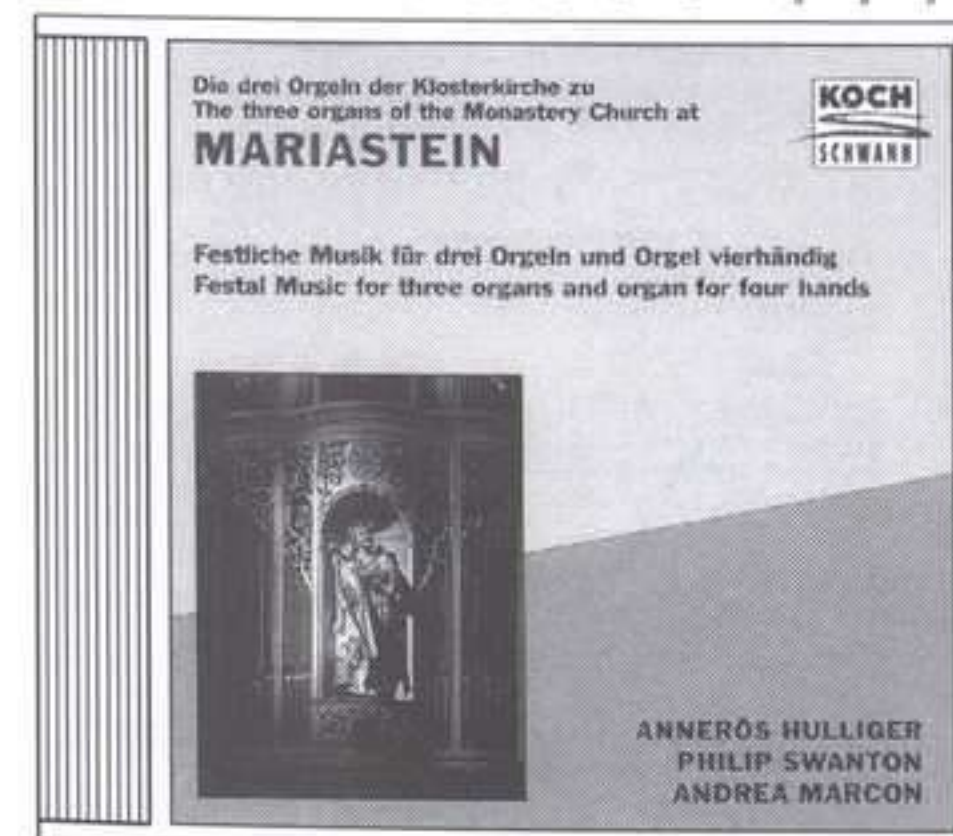 Die drei Orgeln der Klosterkirche zu
The three organs of the Monastery Church at
MARIASTEIN
KOCH
SCHWANN
Festliche Musik für drei Orgeln und Orgel vierhändig
Festal Music for three organs and organ for four hands
ANNERÖS HULLIGER
PHILIP SWANTON
ANDREA MARCON